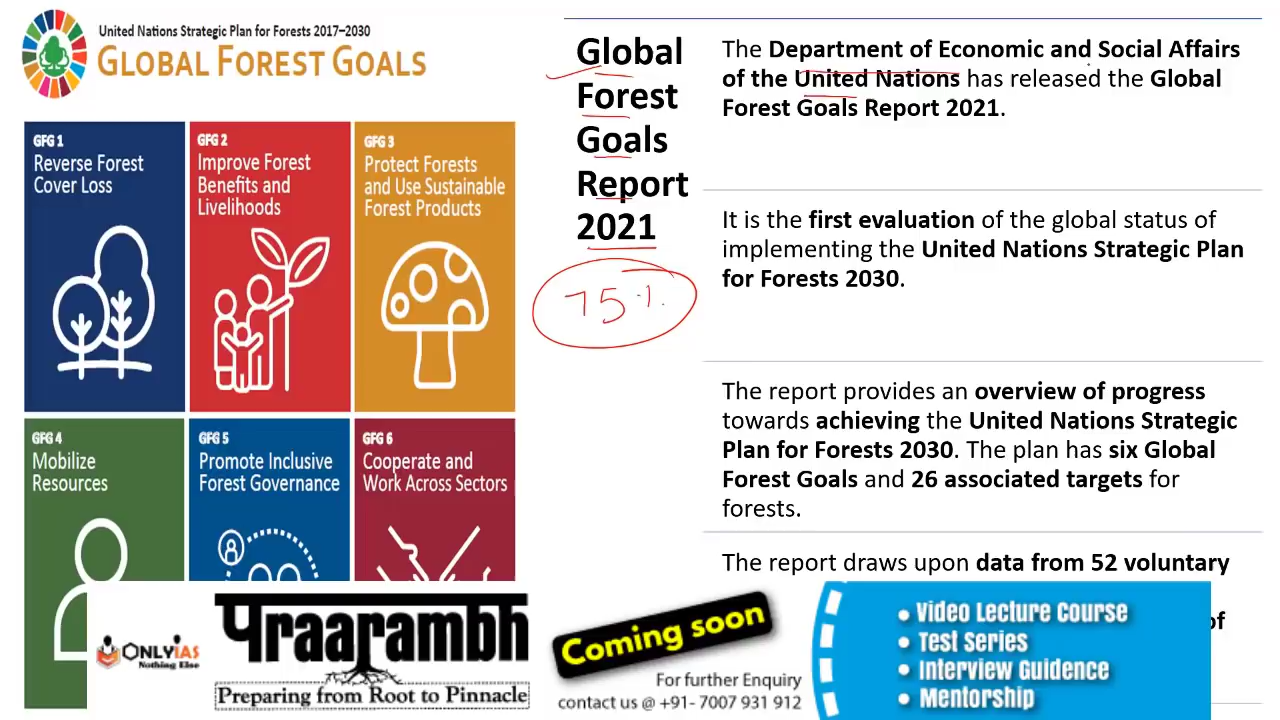 United Nations Strategic Plan for Forests 2017–2030
GLOBAL FOREST GOALS
GFG 1
Reverse Forest
Cover Loss
GFG 2
Improve Forest
Benefits and
Livelihoods
GFG 3
Protect Forests
and Use Sustainable
Forest Products
GFG 4
Mobilize
Resources
GFG 5
Promote Inclusive
Forest Governance
GFG 6
Cooperate and
Work Across Sectors
Global
Forest
Goals
Report
2021
75%
The Department of Economic and Social Affairs
of the United Nations has released the Global
Forest Goals Report 2021.
It is the first evaluation of the global status of
implementing the United Nations Strategic Plan
for Forests 2030.
The report provides an overview of progress
towards achieving the United Nations Strategic
Plan for Forests 2030. The plan has six Global
Forest Goals and 26 associated targets for
forests.
The report draws upon data from 52 voluntary
of
ONLYIAS
Nothing Else
प्raarambh
Preparing from Root to Pinnacle
Coming soon
For further Enquiry
contact us @ +91- 7007 931 912
• Video Lecture Course
• Test Series
• Interview Guidence
• Mentorship